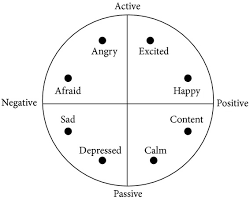 Active
Angry Excited
Afraid Happy
Negative Positive
Sad Content
Depressed Calm
Passive